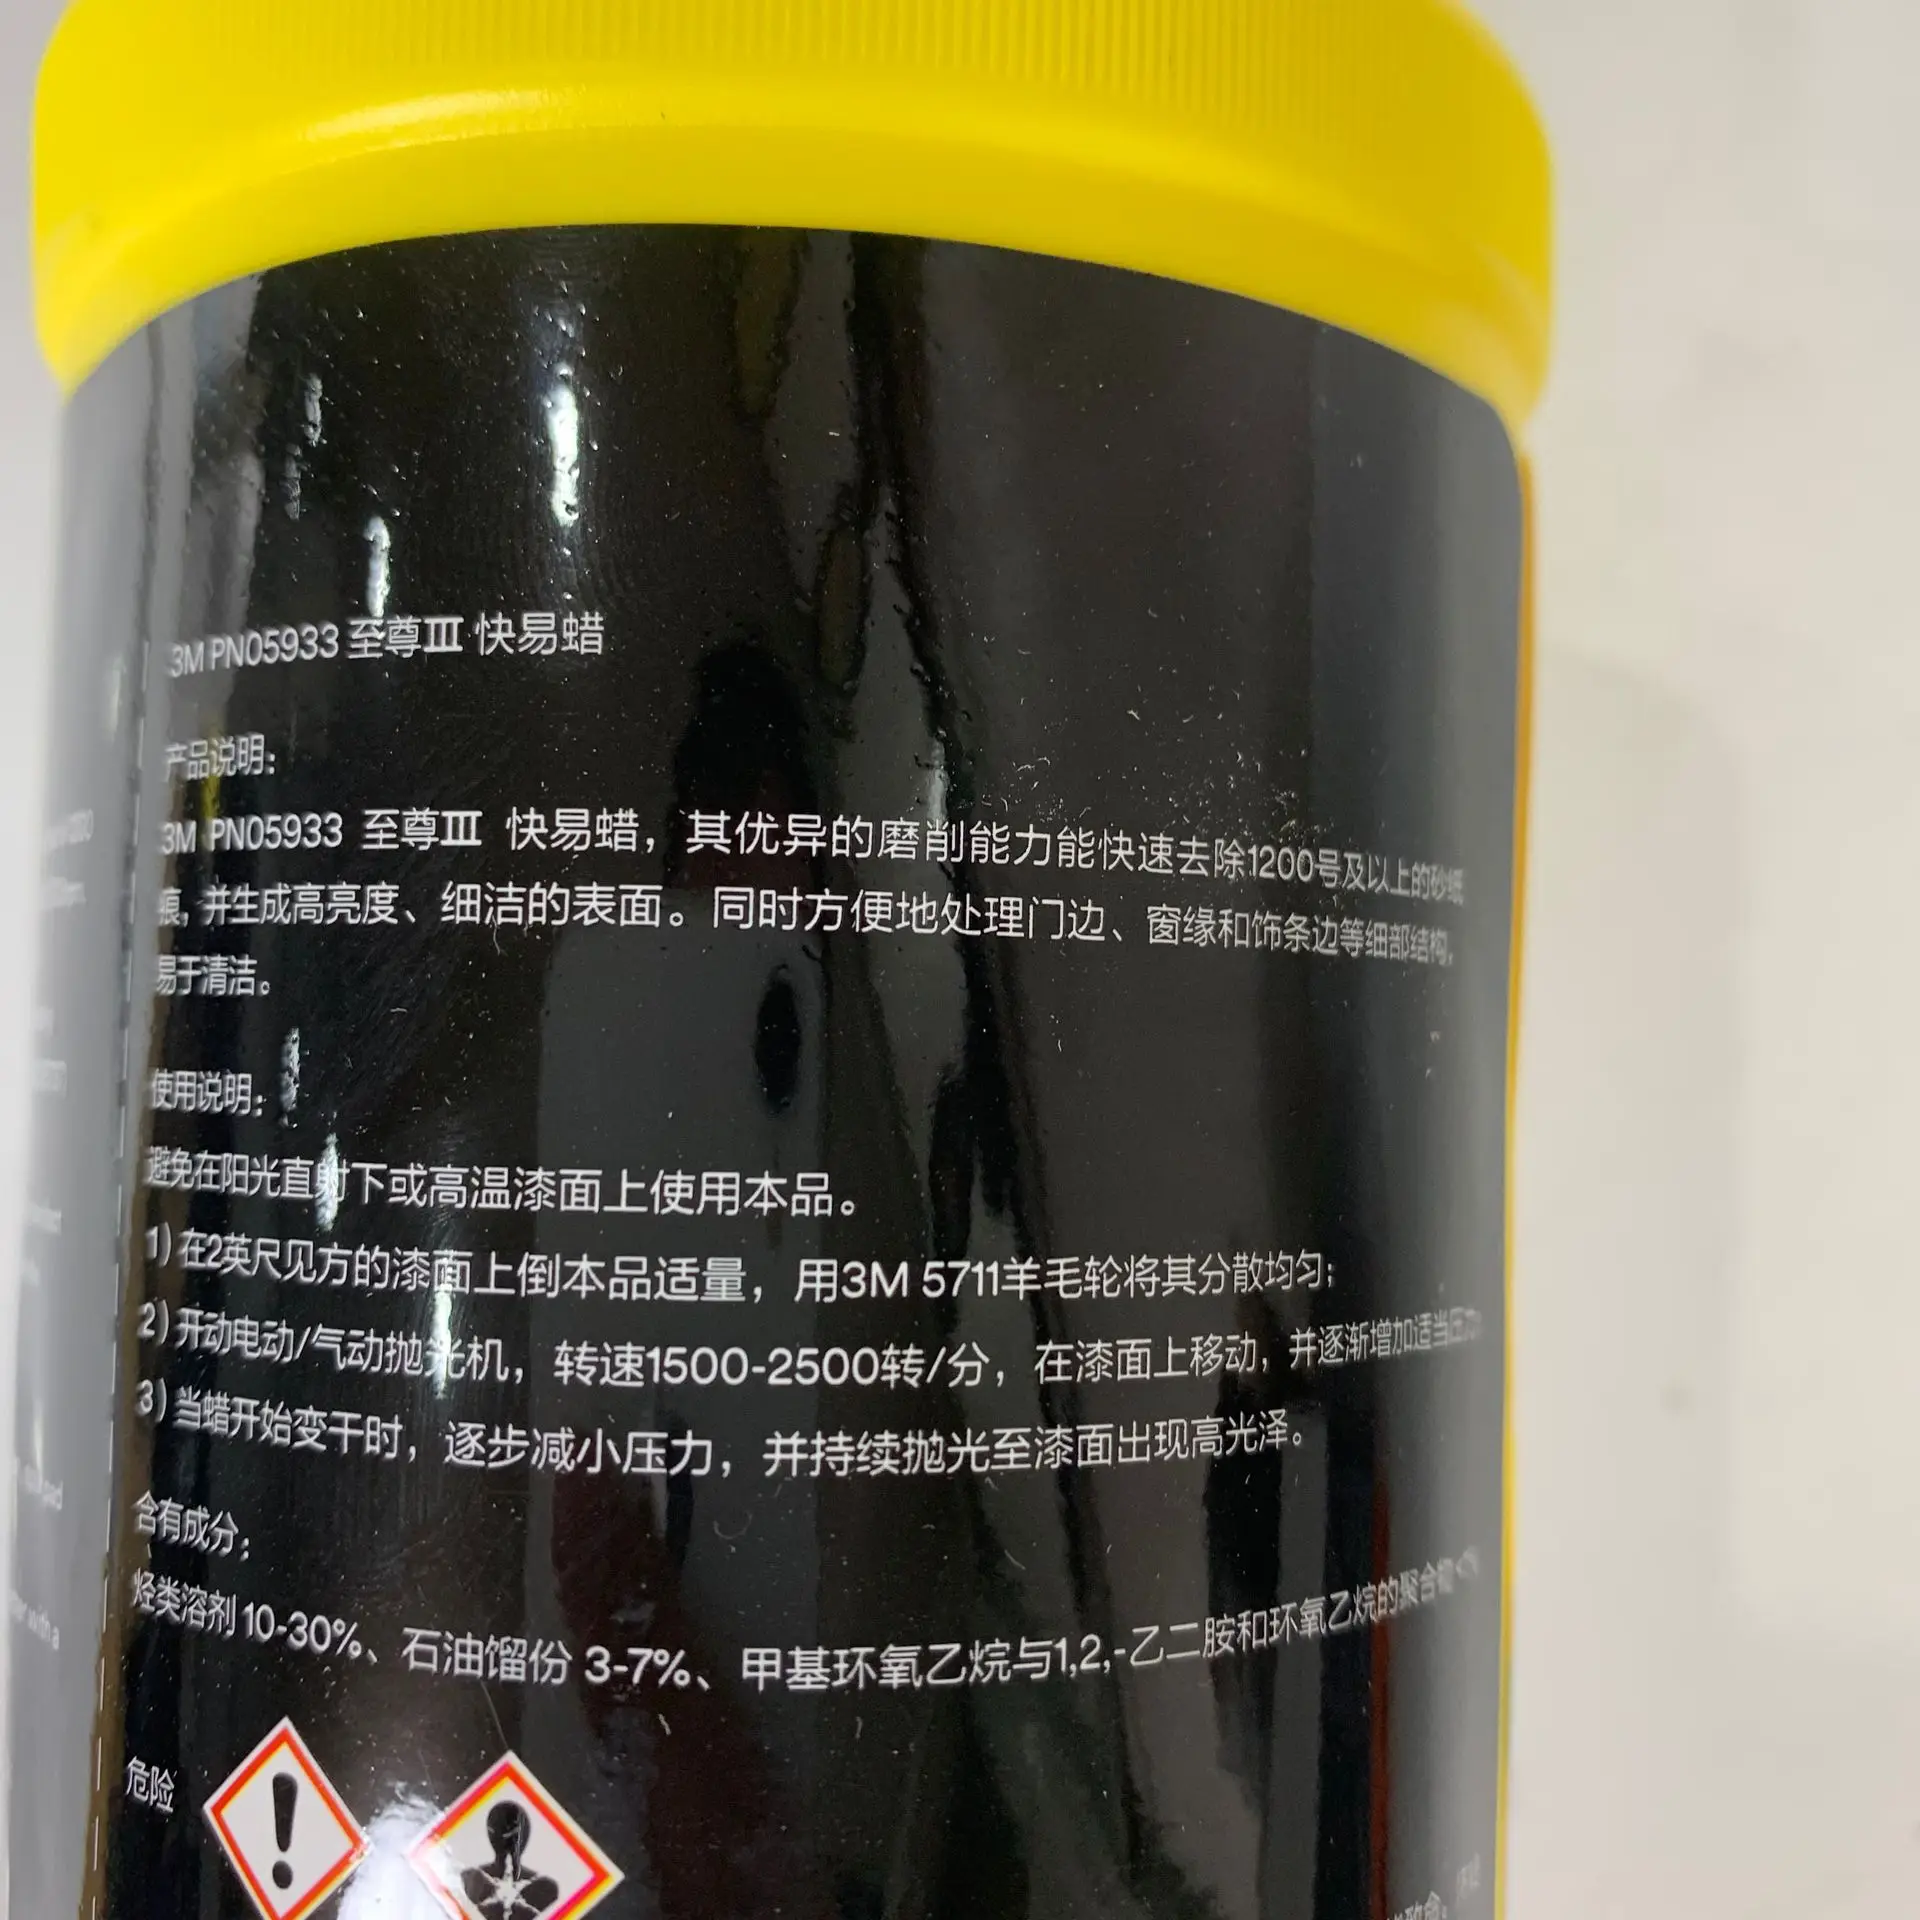 3M PN05933 至尊III 快易蜡
产品说明:
3M PN05933 至尊III 快易蜡，其优异的磨削能力能快速去除1200号及以上的砂纸
痕，并生成高亮度、细洁的表面。同时方便地处理门边、窗缘和饰条边等细部结构，
易于清洁。
使用说明:
避免在阳光直射下或高温漆面上使用本品。
1) 在2英尺见方的漆面上倒本品适量，用3M 5711羊毛轮将其分散均匀;
2) 开动电动/气动抛光机，转速1500-2500转/分，在漆面上移动，并逐渐增加适当压力;
3) 当蜡开始变干时，逐步减小压力，并持续抛光至漆面出现高光泽。
含有成分:
烃类溶剂 10-30%、石油馏份 3-7%、甲基环氧乙烷与1,2,-乙二胺和环氧乙烷的聚合物
危险